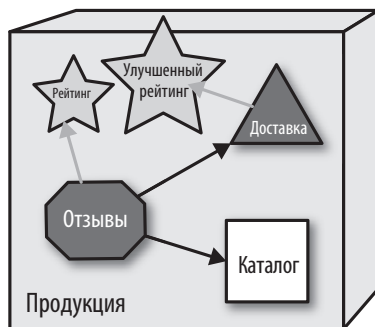 Улучшенный
рейтинг
Рейтинг
Доставка
Отзывы
Каталог
Продукция